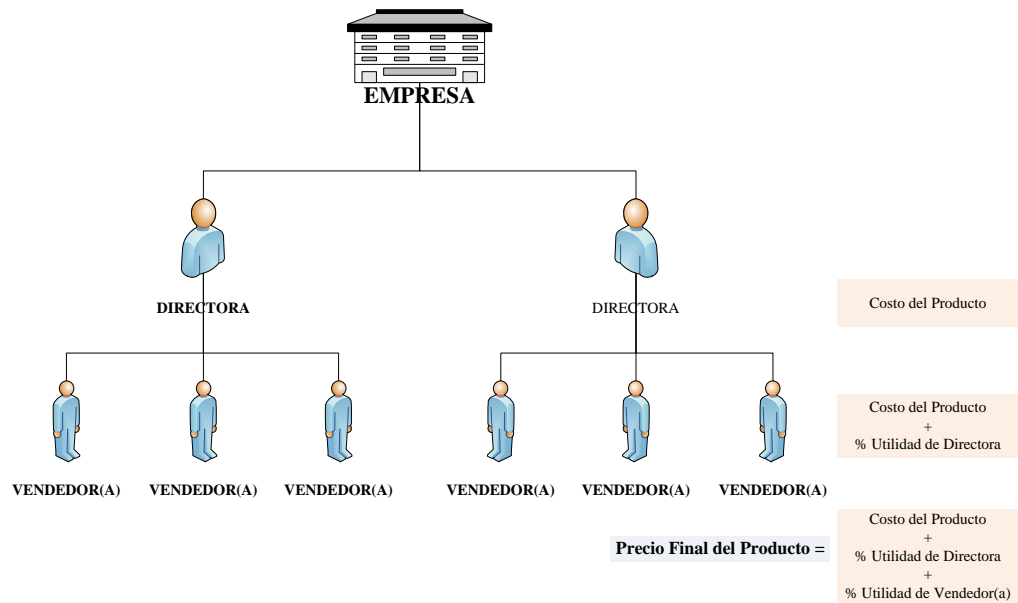 EMPRESA
DIRECTORA
DIRECTORA
Costo del Producto
Costo del Producto
+
% Utilidad de Directora
VENDEDOR(A)
VENDEDOR(A)
VENDEDOR(A)
VENDEDOR(A)
VENDEDOR(A)
VENDEDOR(A)
Precio Final del Producto =
Costo del Producto
+
% Utilidad de Directora
+
% Utilidad de Vendedor(a)